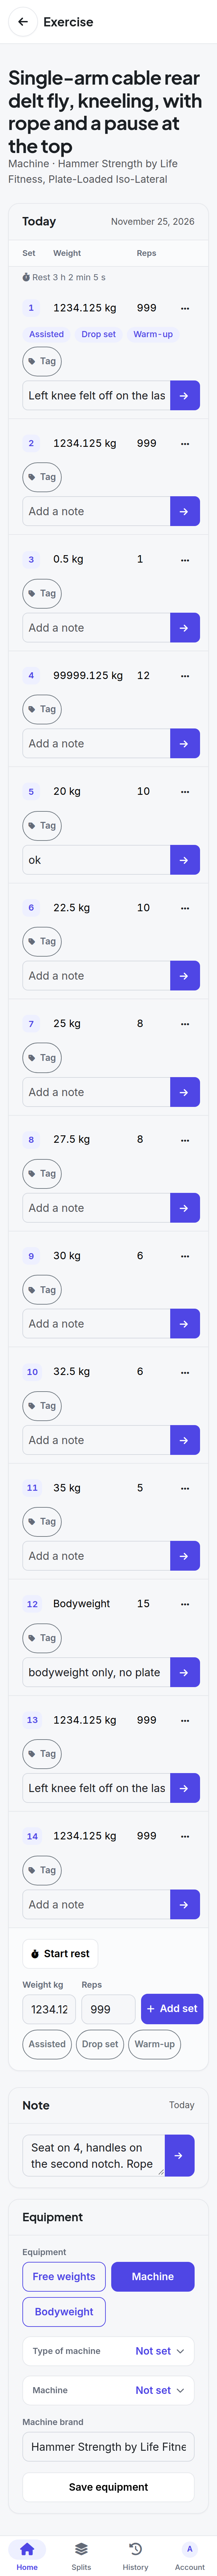 Exercise
Single-arm cable rear
delt fly, kneeling, with
rope and a pause at
the top
Machine · Hammer Strength by Life
Fitness, Plate-Loaded Iso-Lateral
Today November 25, 2026
Set Weight Reps
Rest 3 h 2 min 5 s
1 1234.125 kg 999
Assisted Drop set Warm-up
Tag
Left knee felt off on the las
2 1234.125 kg 999
Tag
Add a note
3 0.5 kg 1
Tag
Add a note
4 99999.125 kg 12
Tag
Add a note
5 20 kg 10
Tag
ok
6 22.5 kg 10
Tag
Add a note
7 25 kg 8
Tag
Add a note
8 27.5 kg 8
Tag
Add a note
9 30 kg 6
Tag
Add a note
10 32.5 kg 6
Tag
Add a note
11 35 kg 5
Tag
Add a note
12 Bodyweight 15
Tag
bodyweight only, no plate
13 1234.125 kg 999
Tag
Left knee felt off on the las
14 1234.125 kg 999
Tag
Add a note
Start rest
Weight kg Reps
1234.12 999 + Add set
Assisted Drop set Warm-up
Note Today
Seat on 4, handles on
the second notch. Rope
Equipment
Equipment
Free weights Machine
Bodyweight
Type of machine Not set
Machine Not set
Machine brand
Hammer Strength by Life Fitne
Save equipment
A
Home Splits History Account